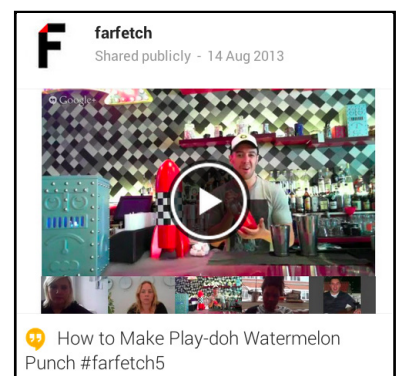 farfetch
Shared publicly - 14 Aug 2013
Google+
How to Make Play-doh Watermelon
Punch #farfetch5